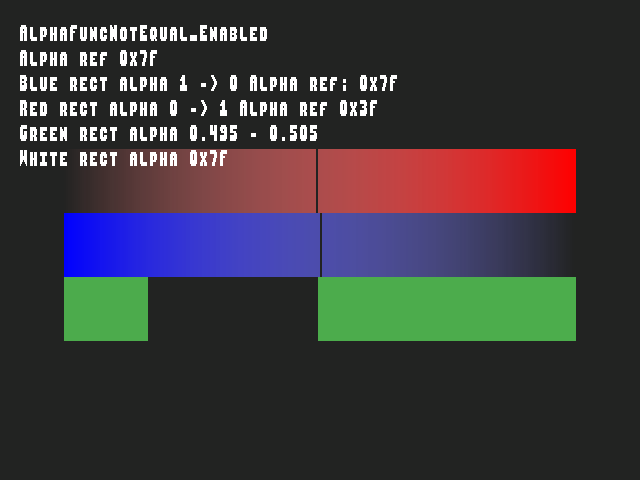 AlphaFuncNotEqual_Enabled
Alpha ref 0x7f
Blue rect alpha 1 -> 0 Alpha ref: 0x7f
Red rect alpha 0 -> 1 Alpha ref 0x3f
Green rect alpha 0.495 - 0.505
White rect alpha 0x7f